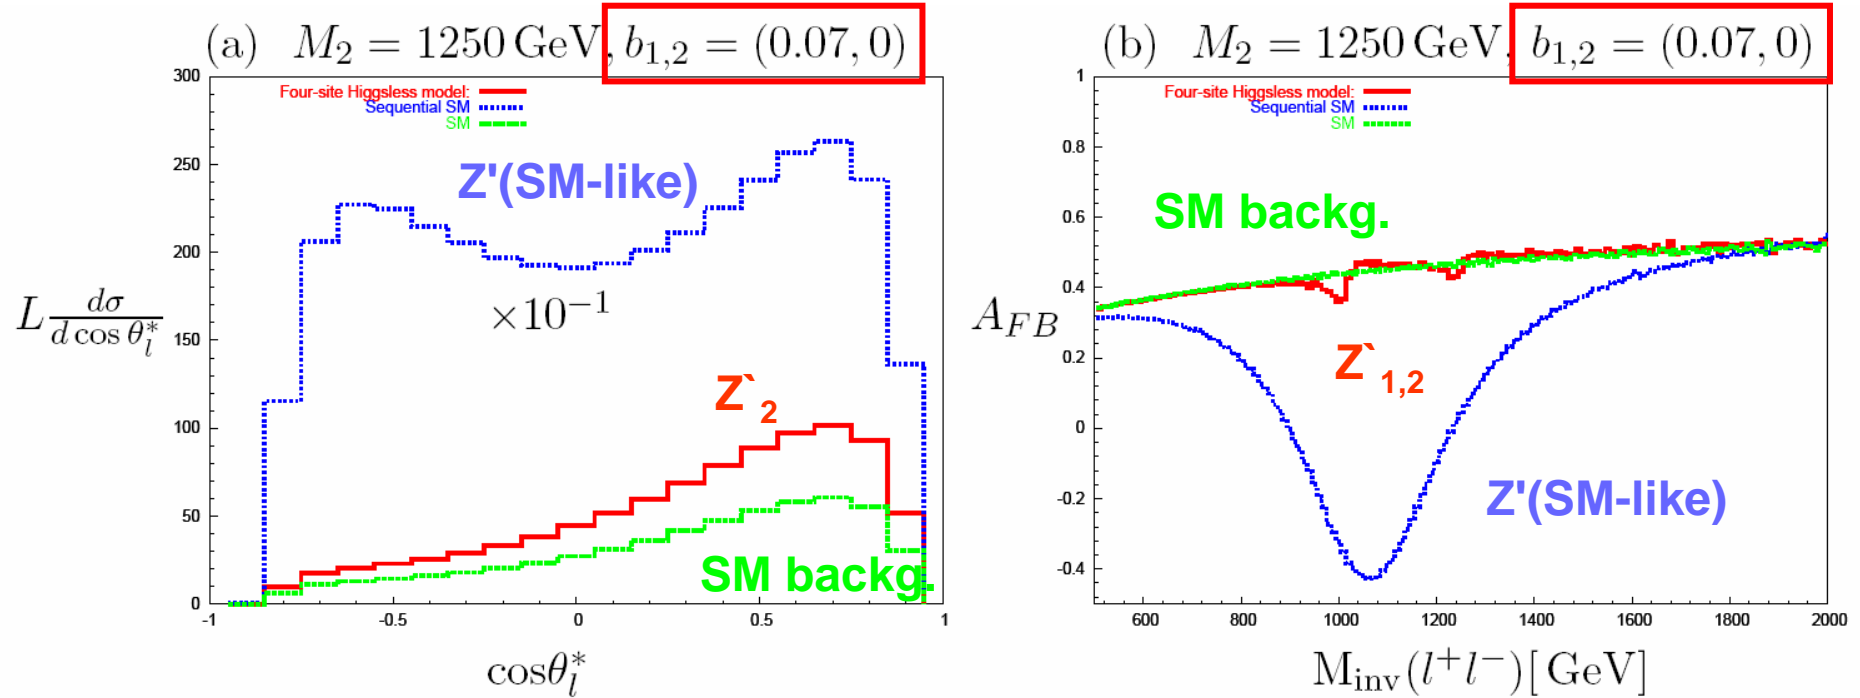 (a) M₂ = 1250 GeV, b₁,₂ = (0.07, 0)
300
250
200
150
100
50
0
Four-site Higgsless model:
Sequential SM
SM
Z'(SM-like)
×10⁻¹
Z`₂
SM backg.
L dσ/d cos θ*ₗ
-1 -0.5 0 0.5 1
cosθ*ₗ
(b) M₂ = 1250 GeV, b₁,₂ = (0.07, 0)
1
0.8
0.6
0.4
0.2
0
-0.2
-0.4
Four-site Higgsless model:
Sequential SM
SM
SM backg.
A_FB
Z`₁,₂
Z'(SM-like)
600 800 1000 1200 1400 1600 1800 2000
M_inv(l⁺l⁻)[GeV]